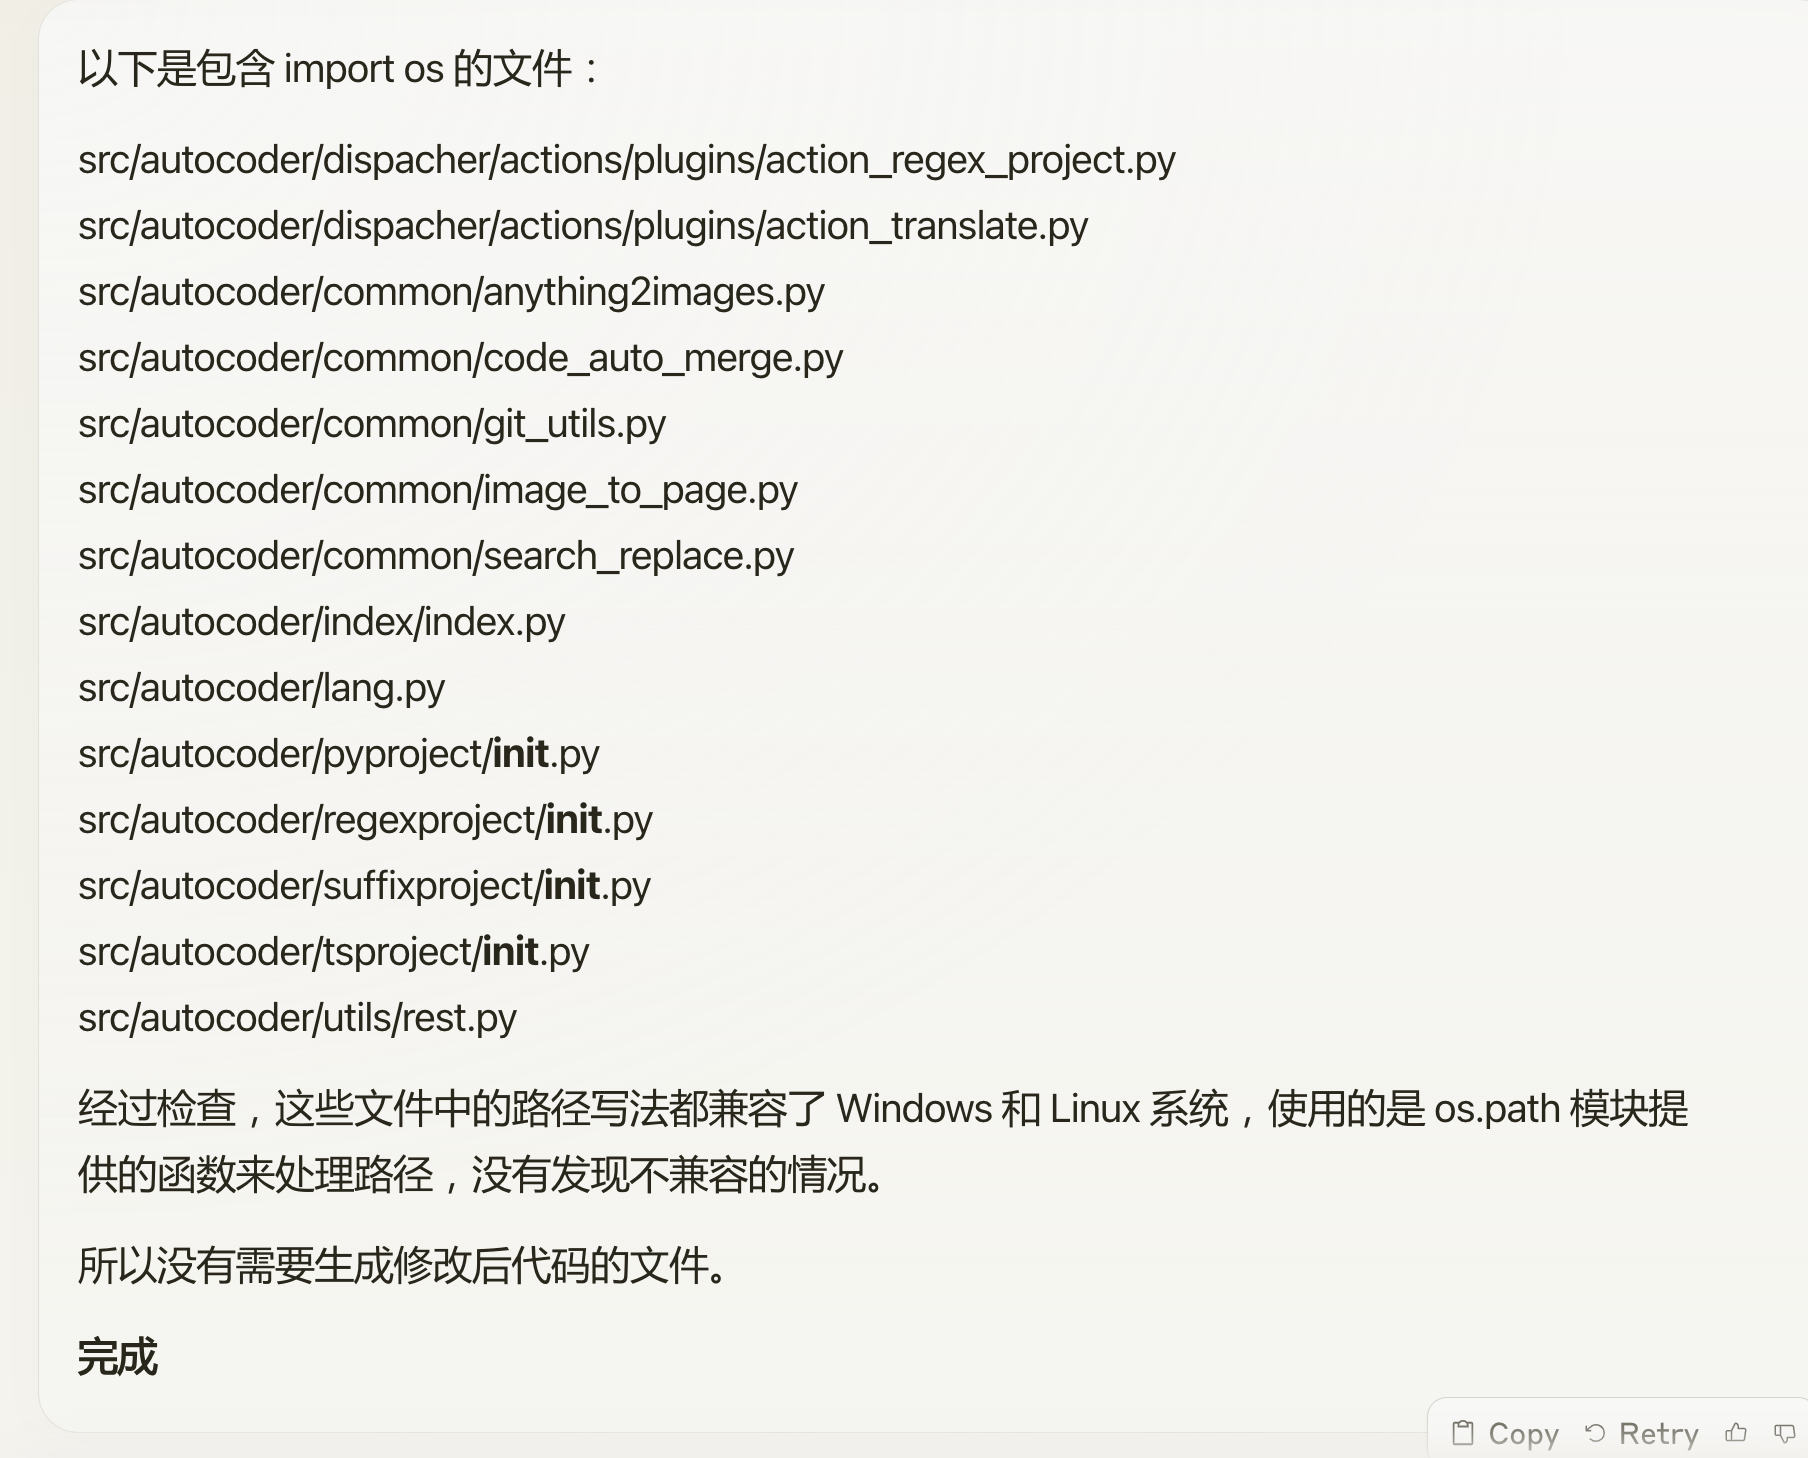 以下是包含 import os 的文件：
src/autocoder/dispacher/actions/plugins/action_regex_project.py
src/autocoder/dispacher/actions/plugins/action_translate.py
src/autocoder/common/anything2images.py
src/autocoder/common/code_auto_merge.py
src/autocoder/common/git_utils.py
src/autocoder/common/image_to_page.py
src/autocoder/common/search_replace.py
src/autocoder/index/index.py
src/autocoder/lang.py
src/autocoder/pyproject/init.py
src/autocoder/regexproject/init.py
src/autocoder/suffixproject/init.py
src/autocoder/tsproject/init.py
src/autocoder/utils/rest.py
经过检查，这些文件中的路径写法都兼容了 Windows 和 Linux 系统，使用的是 os.path 模块提
供的函数来处理路径，没有发现不兼容的情况。
所以没有需要生成修改后代码的文件。
完成
Copy Retry